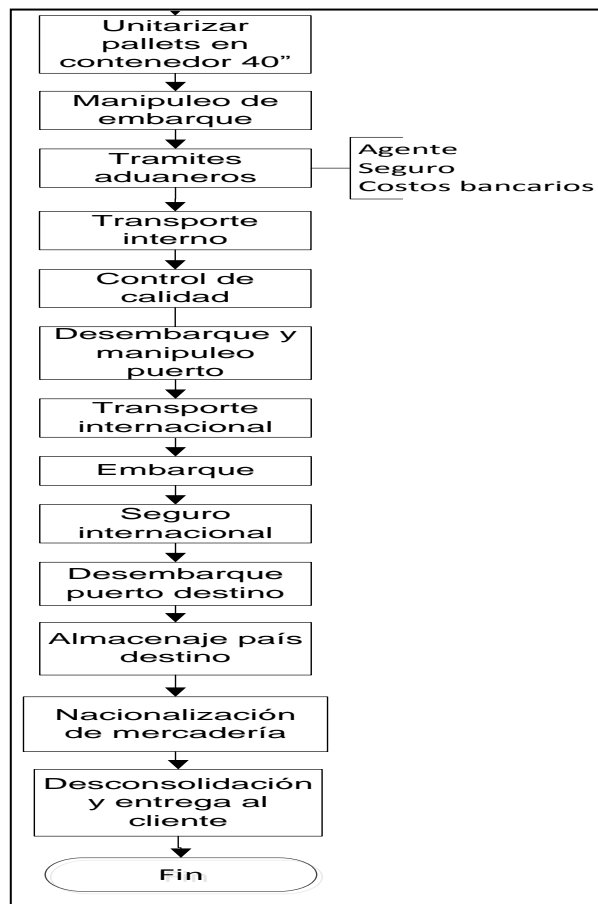 Unitarizar
pallets en
contenedor 40”
Manipuleo de
embarque
Tramites
aduaneros
Agente
Seguro
Costos bancarios
Transporte
interno
Control de
calidad
Desembarque y
manipuleo
puerto
Transporte
internacional
Embarque
Seguro
internacional
Desembarque
puerto destino
Almacenaje país
destino
Nacionalización
de mercadería
Desconsolidación
y entrega al
cliente
Fin